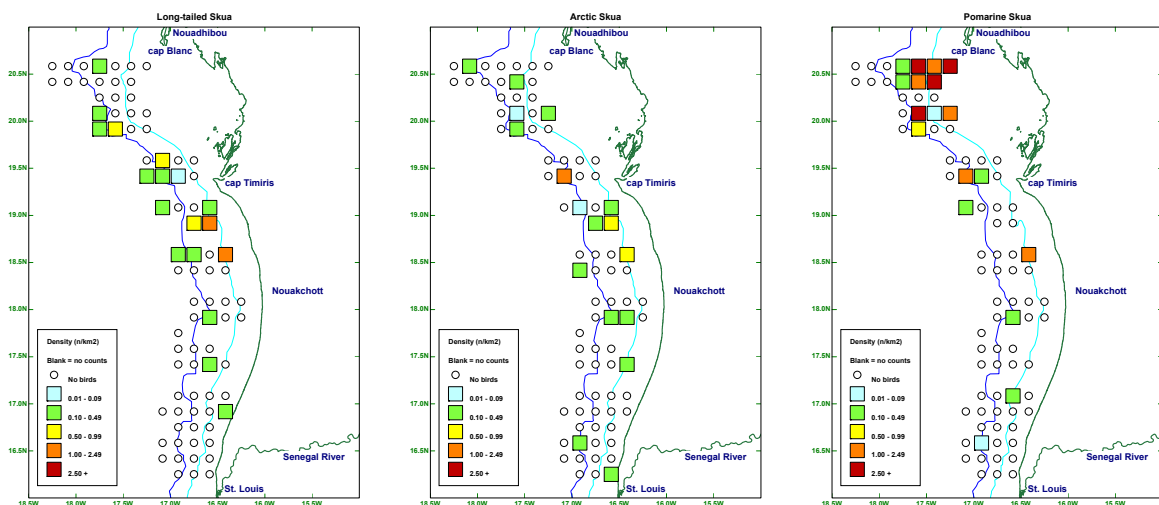 Long-tailed Skua
Nouadhibou
cap Blanc
20.5N
20.0N
19.5N
cap Timiris
19.0N
18.5N
Nouakchott
18.0N
17.5N
17.0N
16.5N
Density (n/km2)
Blank = no counts
No birds
0.01 - 0.09
0.10 - 0.49
0.50 - 0.99
1.00 - 2.49
2.50 +
Senegal River
St. Louis
18.5W 18.0W 17.5W 17.0W 16.5W 16.0W 15.5W
Arctic Skua
Nouadhibou
cap Blanc
20.5N
20.0N
19.5N
cap Timiris
19.0N
18.5N
Nouakchott
18.0N
17.5N
17.0N
16.5N
Density (n/km2)
Blank = no counts
No birds
0.01 - 0.09
0.10 - 0.49
0.50 - 0.99
1.00 - 2.49
2.50 +
Senegal River
St. Louis
18.5W 18.0W 17.5W 17.0W 16.5W 16.0W 15.5W
Pomarine Skua
Nouadhibou
cap Blanc
20.5N
20.0N
19.5N
cap Timiris
19.0N
18.5N
Nouakchott
18.0N
17.5N
17.0N
16.5N
Density (n/km2)
Blank = no counts
No birds
0.01 - 0.09
0.10 - 0.49
0.50 - 0.99
1.00 - 2.49
2.50 +
Senegal River
St. Louis
18.5W 18.0W 17.5W 17.0W 16.5W 16.0W 15.5W